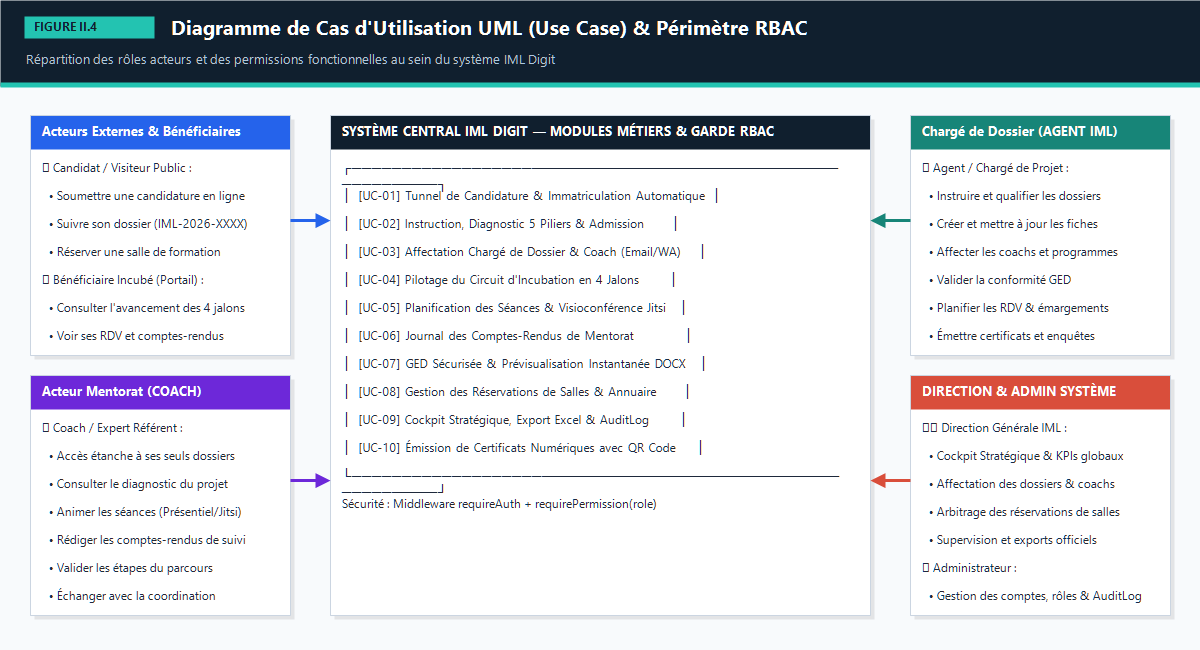 FIGURE II.4
Diagramme de Cas d'Utilisation UML (Use Case) & Périmètre RBAC
Répartition des rôles acteurs et des permissions fonctionnelles au sein du système IML Digit
Acteurs Externes & Bénéficiaires
Candidat / Visiteur Public :
• Soumettre une candidature en ligne
• Suivre son dossier (IML-2026-XXXX)
• Réserver une salle de formation
Bénéficiaire Incubé (Portail) :
• Consulter l'avancement des 4 jalons
• Voir ses RDV et comptes-rendus
Acteur Mentorat (COACH)
Coach / Expert Référent :
• Accès étanche à ses seuls dossiers
• Consulter le diagnostic du projet
• Animer les séances (Présentiel/Jitsi)
• Rédiger les comptes-rendus de suivi
• Valider les étapes du parcours
• Échanger avec la coordination
SYSTÈME CENTRAL IML DIGIT — MODULES MÉTIERS & GARDE RBAC
[UC-01] Tunnel de Candidature & Immatriculation Automatique
[UC-02] Instruction, Diagnostic 5 Piliers & Admission
[UC-03] Affectation Chargé de Dossier & Coach (Email/WA)
[UC-04] Pilotage du Circuit d'Incubation en 4 Jalons
[UC-05] Planification des Séances & Visioconférence Jitsi
[UC-06] Journal des Comptes-Rendus de Mentorat
[UC-07] GED Sécurisée & Prévisualisation Instantanée DOCX
[UC-08] Gestion des Réservations de Salles & Annuaire
[UC-09] Cockpit Stratégique, Export Excel & AuditLog
[UC-10] Émission de Certificats Numériques avec QR Code
Sécurité : Middleware requireAuth + requirePermission(role)
Chargé de Dossier (AGENT IML)
Agent / Chargé de Projet :
• Instruire et qualifier les dossiers
• Créer et mettre à jour les fiches
• Affecter les coachs et programmes
• Valider la conformité GED
• Planifier les RDV & émargements
• Émettre certificats et enquêtes
DIRECTION & ADMIN SYSTÈME
Direction Générale IML :
• Cockpit Stratégique & KPIs globaux
• Affectation des dossiers & coachs
• Arbitrage des réservations de salles
• Supervision et exports officiels
Administrateur :
• Gestion des comptes, rôles & AuditLog